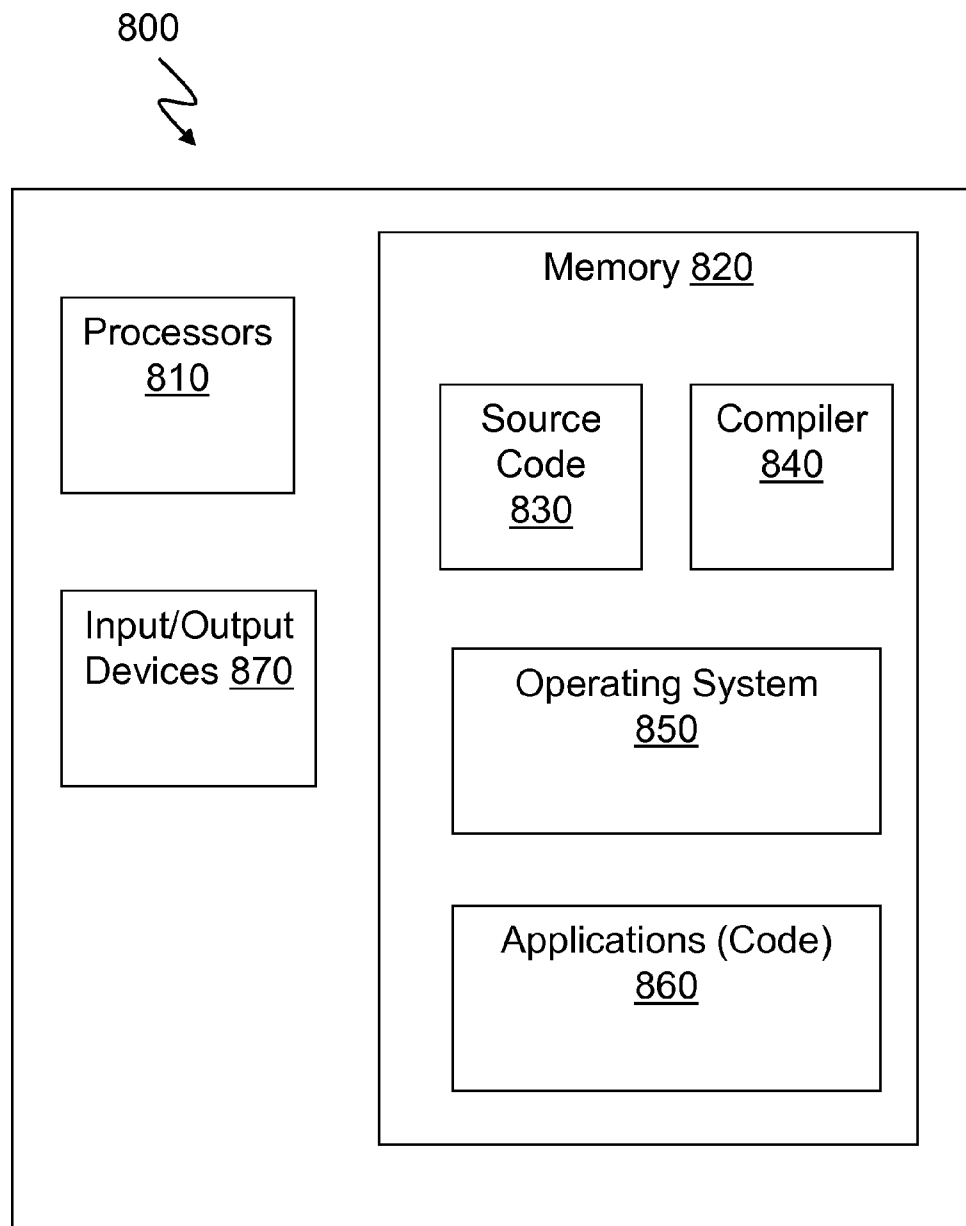 800
Memory 820
Processors
810
Source
Code
830
Compiler
840
Input/Output
Devices 870
Operating System
850
Applications (Code)
860